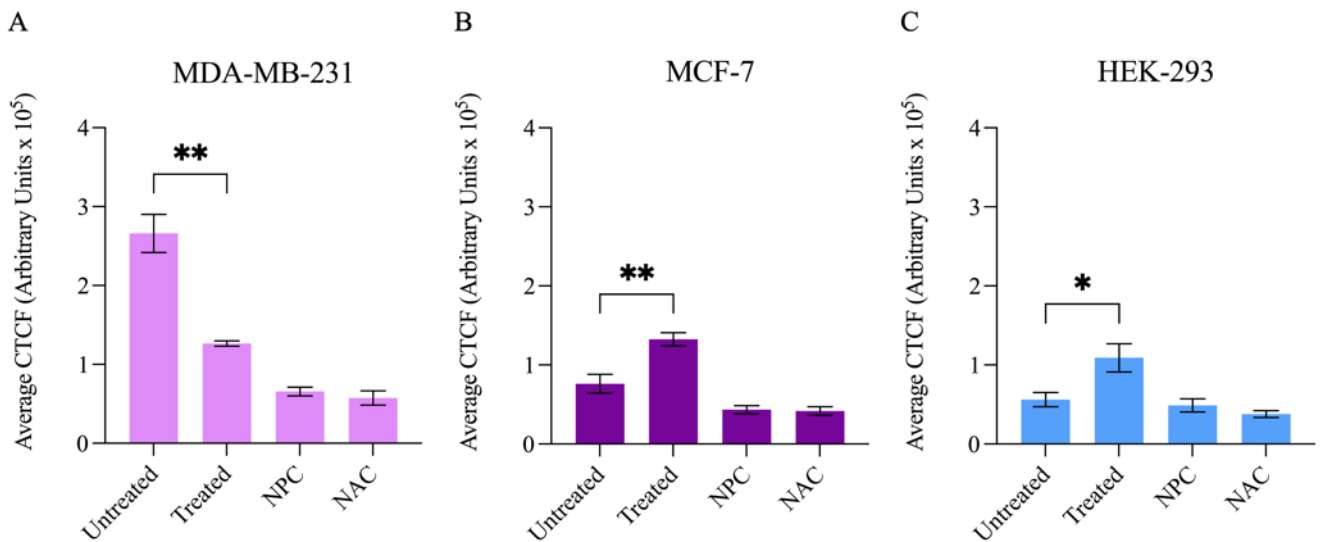 A
MDA-MB-231
Average CTCF (Arbitrary Units x 10⁵)
4
3
2
1
0
**
Untreated
Treated
NPC
NAC
B
MCF-7
Average CTCF (Arbitrary Units x 10⁵)
4
3
2
1
0
**
Untreated
Treated
NPC
NAC
C
HEK-293
Average CTCF (Arbitrary Units x 10⁵)
4
3
2
1
0
*
Untreated
Treated
NPC
NAC